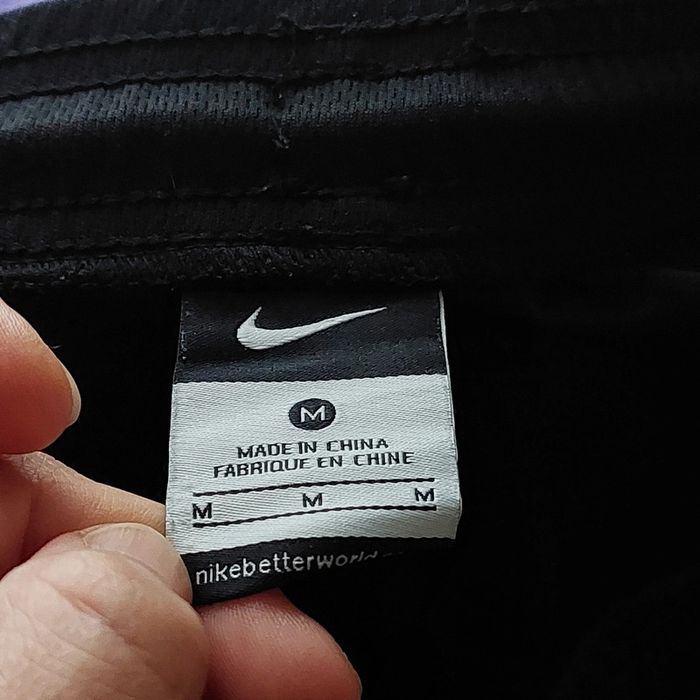 M
MADE IN CHINA
FABRIQUE EN CHINE
M M M
nikebetterworld